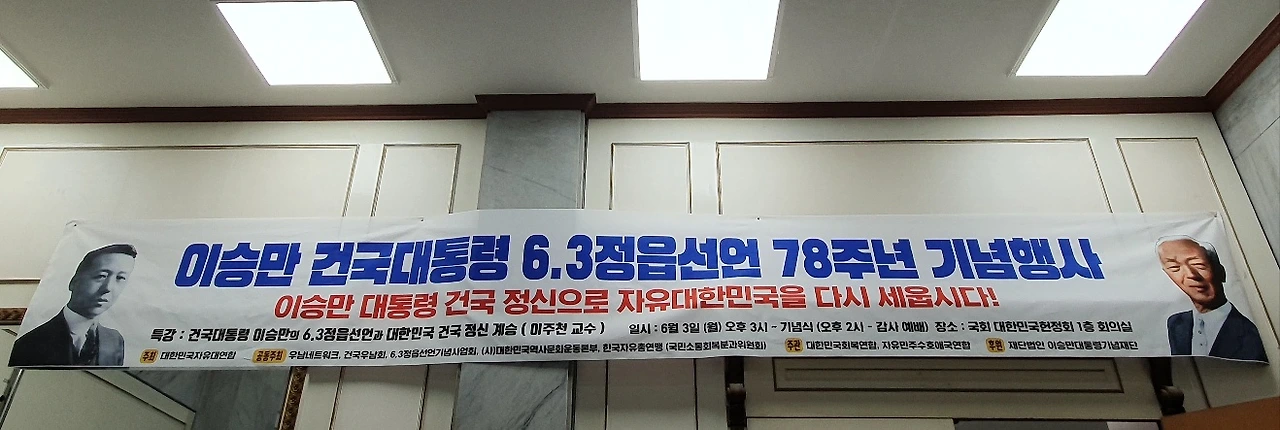 이승만 건국대통령 6.3정읍선언 78주년 기념행사
이승만 대통령 건국 정신으로 자유대한민국을 다시 세웁시다!
특강 : 건국대통령 이승만의 6.3정읍선언과 대한민국 건국 정신 계승 ( 이주천 교수 ) 일시 : 6월 3일 (월) 오후 3시 - 기념식 (오후 2시 - 감사 예배) 장소 : 국회 대한민국헌정회 1층 회의실
주최 대한민국자유대연합 공동주최 우남네트워크, 건국우남회, 6.3정읍선언기념사업회, (사)대한민국역사문화운동본부, 한국자유총연맹 (국민소통회복분과위원회) 주관 대한민국회복연합, 자유민주수호애국연합 후원 재단법인 이승만대통령기념재단